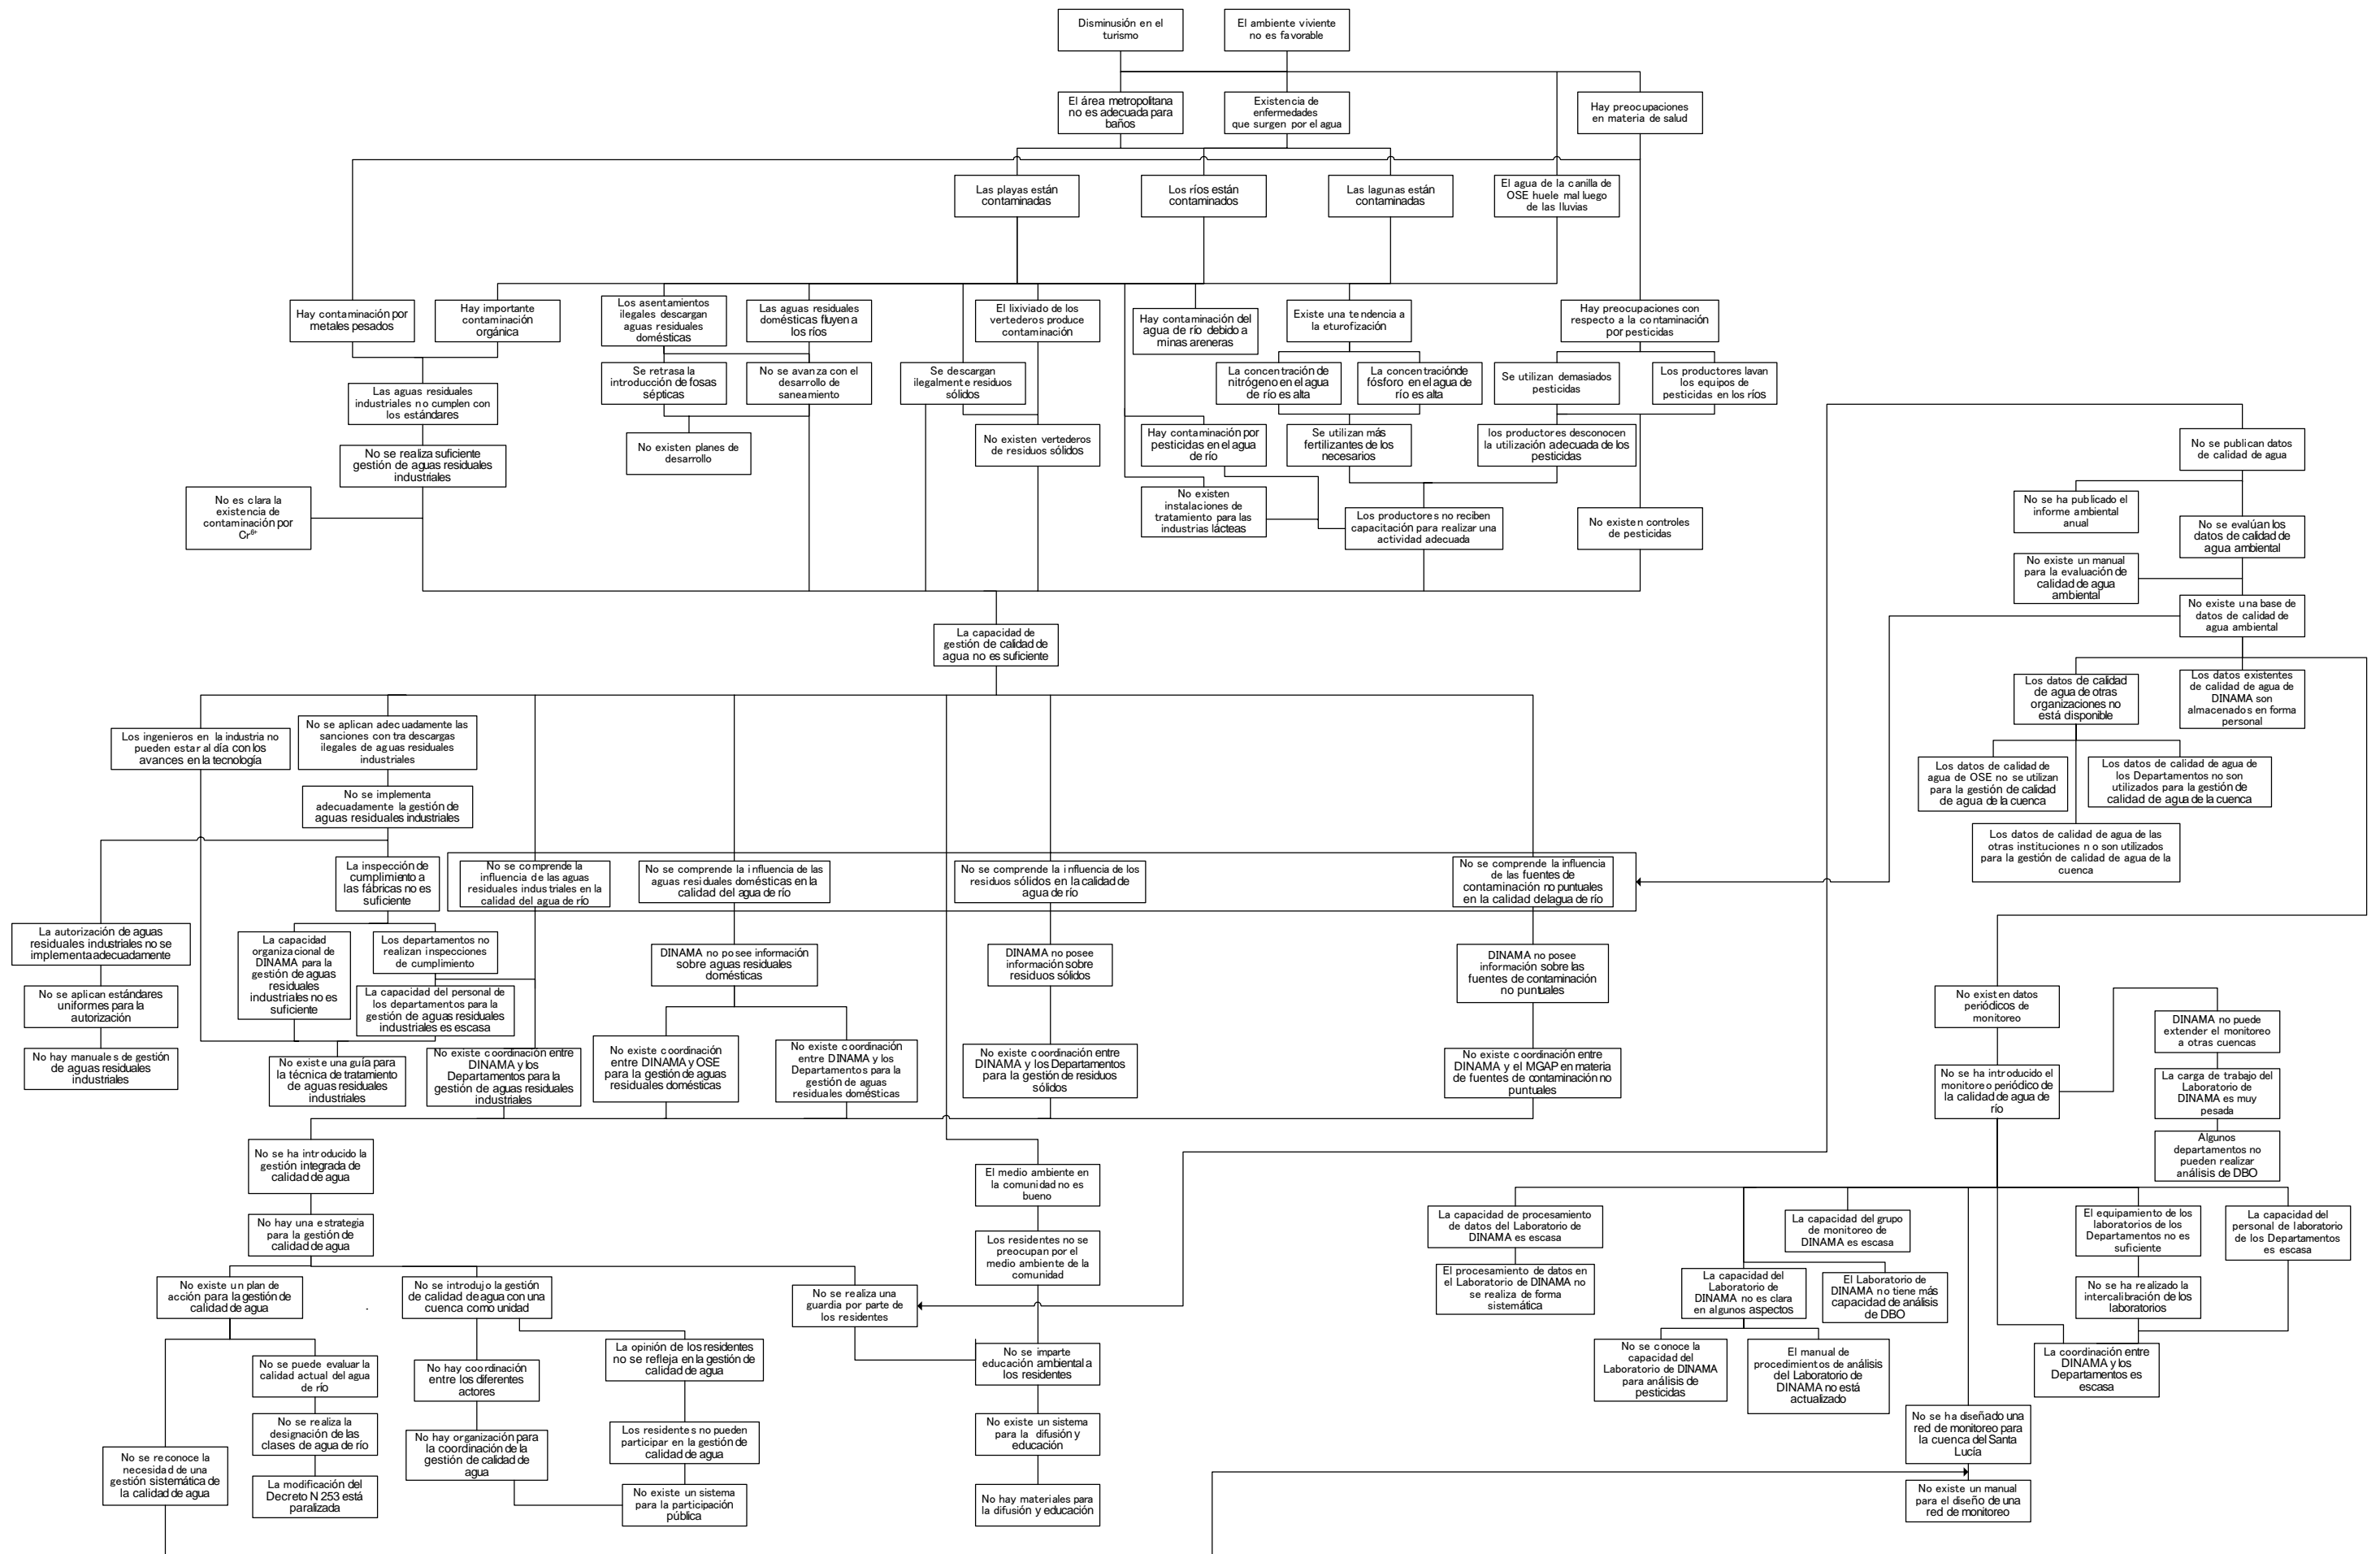 Disminusión en el
turismo
El ambiente viviente
no es favorable
El área metropolitana
no es adecuada para
baños
Existencia de
enfermedades
que surgen por el agua
Hay preocupaciones
en materia de salud
Las playas están
contaminadas
Los ríos están
contaminados
Las lagunas están
contaminadas
El agua de la canilla de
OSE huele mal luego
de las lluvias
Hay contaminación por
metales pesados
Hay importante
contaminación
orgánica
Los asentamientos
ilegales descargan
aguas residuales
domésticas
Las aguas residuales
domésticas fluyen a
los ríos
El lixiviado de los
vertederos produce
contaminación
Hay contaminación del
agua de río debido a
minas areneras
Existe una tendencia a
la eturofización
Hay preocupaciones con
respecto a la contaminación
por pesticidas
Las aguas residuales
industriales no cumplen con
los estándares
Se retrasa la
introducción de fosas
sépticas
No se avanza con el
desarrollo de
saneamiento
Se descargan
ilegalmente residuos
sólidos
La concentración de
nitrógeno en el agua
de río es alta
La concentraciónde
fósforo en el agua de
río es alta
Se utilizan demasiados
pesticidas
Los productores lavan
los equipos de
pesticidas en los ríos
No se realiza suficiente
gestión de aguas residuales
industriales
No existen planes de
desarrollo
No existen vertederos
de residuos sólidos
Hay contaminación por
pesticidas en el agua
de río
Se utilizan más
fertilizantes de los
necesarios
los productores desconocen
la utilización adecuada de los
pesticidas
No se publican datos
de calidad de agua
No es clara la
existencia de
contaminación por
Cr⁶⁺
No existen
instalaciones de
tratamiento para las
industrias lácteas
Los productores no reciben
capacitación para realizar una
actividad adecuada
No existen controles
de pesticidas
No se ha publicado el
informe ambiental
anual
No se evalúan los
datos de calidad de
agua ambiental
No existe un manual
para la evaluación de
calidad de agua
ambiental
No existe una base de
datos de calidad de
agua ambiental
La capacidad de
gestión de calidad de
agua no es suficiente
Los datos de calidad
de agua de otras
organizaciones no
está disponible
Los datos existentes
de calidad de agua de
DINAMA son
almacenados en forma
personal
Los ingenieros en la industria no
pueden estar al día con los
avances en la tecnología
No se aplican adecuadamente las
sanciones contra descargas
ilegales de aguas residuales
industriales
Los datos de calidad de
agua de OSE no se utilizan
para la gestión de calidad
de agua de la cuenca
Los datos de calidad de agua de
los Departamentos no son
utilizados para la gestión de
calidad de agua de la cuenca
No se implementa
adecuadamente la gestión de
aguas residuales industriales
Los datos de calidad de agua de las
otras instituciones n o son utilizados
para la gestión de calidad de agua de la
cuenca
La inspección de
cumplimiento a
las fábricas no es
suficiente
No se comprende la
influencia de las aguas
residuales industriales en la
calidad del agua de río
No se comprende la influencia de las
aguas residuales domésticas en la
calidad del agua de río
No se comprende la influencia de los
residuos sólidos en la calidad de
agua de río
No se comprende la influencia
de las fuentes de
contaminación no puntuales
en la calidad delagua de río
La autorización de aguas
residuales industriales no se
implementa adecuadamente
La capacidad
organizacional de
DINAMA para la
gestión de aguas
residuales
industriales no es
suficiente
Los departamentos no
realizan inspecciones
de cumplimiento
DINAMA no posee información
sobre aguas residuales
domésticas
DINAMA no posee
información sobre
residuos sólidos
DINAMA no posee
información sobre las
fuentes de contaminación
no puntuales
No se aplican estándares
uniformes para la
autorización
La capacidad del personal de
los departamentos para la
gestión de aguas residuales
industriales es escasa
No existen datos
periódicos de
monitoreo
DINAMA no puede
extender el monitoreo
a otras cuencas
No hay manuales de gestión
de aguas residuales
industriales
No existe una guía para
la técnica de tratamiento
de aguas residuales
industriales
No existe coordinación entre
DINAMA y los
Departamentos para la
gestión de aguas residuales
industriales
No existe coordinación
entre DINAMA y OSE
para la gestión de aguas
residuales domésticas
No existe coordinación
entre DINAMA y los
Departamentos para la
gestión de aguas
residuales domésticas
No existe coordinación entre
DINAMA y los Departamentos
para la gestión de residuos
sólidos
No existe coordinación entre
DINAMA y el MGAP en materia
de fuentes de contaminación no
puntuales
No se ha introducido el
monitoreo periódico de
la calidad de agua de
río
La carga de trabajo del
Laboratorio de
DINAMA es muy
pesada
Algunos
departamentos no
pueden realizar
análisis de DBO
No se ha introducido la
gestión integrada de
calidad de agua
El medio ambiente en
la comunidad no es
bueno
No hay una estrategia
para la gestión de
calidad de agua
Los residentes no se
preocupan por el
medio ambiente de la
comunidad
La capacidad de procesamiento
de datos del Laboratorio de
DINAMA es escasa
La capacidad del grupo
de monitoreo de
DINAMA es escasa
El equipamiento de los
laboratorios de los
Departamentos no es
suficiente
La capacidad del
personal de laboratorio
de los Departamentos
es escasa
No existe un plan de
acción para la gestión de
calidad de agua
No se introdujo la gestión
de calidad de agua con una
cuenca como unidad
No se realiza una
guardia por parte de
los residentes
El procesamiento de datos en
el Laboratorio de DINAMA no
se realiza de forma
sistemática
La capacidad del
Laboratorio de
DINAMA no es clara
en algunos aspectos
El Laboratorio de
DINAMA no tiene más
capacidad de análisis
de DBO
No se ha realizado la
intercalibración de los
laboratorios
No se puede evaluar la
calidad actual del agua
de río
No hay coordinación
entre los diferentes
actores
La opinión de los residentes
no se refleja en la gestión de
calidad de agua
No se imparte
educación ambiental a
los residentes
No se conoce la
capacidad del
Laboratorio de DINAMA
para análisis de
pesticidas
El manual de
procedimientos de análisis
del Laboratorio de
DINAMA no está
actualizado
La coordinación entre
DINAMA y los
Departamentos es
escasa
No se realiza la
designación de las
clases de agua de río
No hay organización para
la coordinación de la
gestión de calidad de
agua
Los residentes no pueden
participar en la gestión de
calidad de agua
No existe un sistema
para la difusión y
educación
No se ha diseñado una
red de monitoreo para
la cuenca del Santa
Lucía
No se reconoce la
necesidad de una
gestión sistemática de
la calidad de agua
La modificación del
Decreto N 253 está
paralizada
No existe un sistema
para la participación
pública
No hay materiales para
la difusión y educación
No existe un manual
para el diseño de una
red de monitoreo